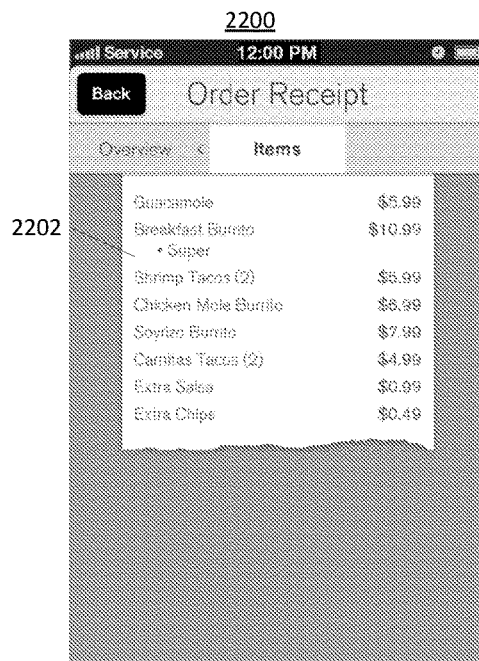 2200
Service 12:00 PM
Back Order Receipt
Overview < Items
Guacamole $5.99
Breakfast Burrito $10.99
• Super
2202
Shrimp Tacos (2) $5.99
Chicken Mole Burrito $6.99
Soyrizo Burrito $7.99
Carnitas Tacos (2) $4.99
Extra Salsa $0.99
Extra Chips $0.49